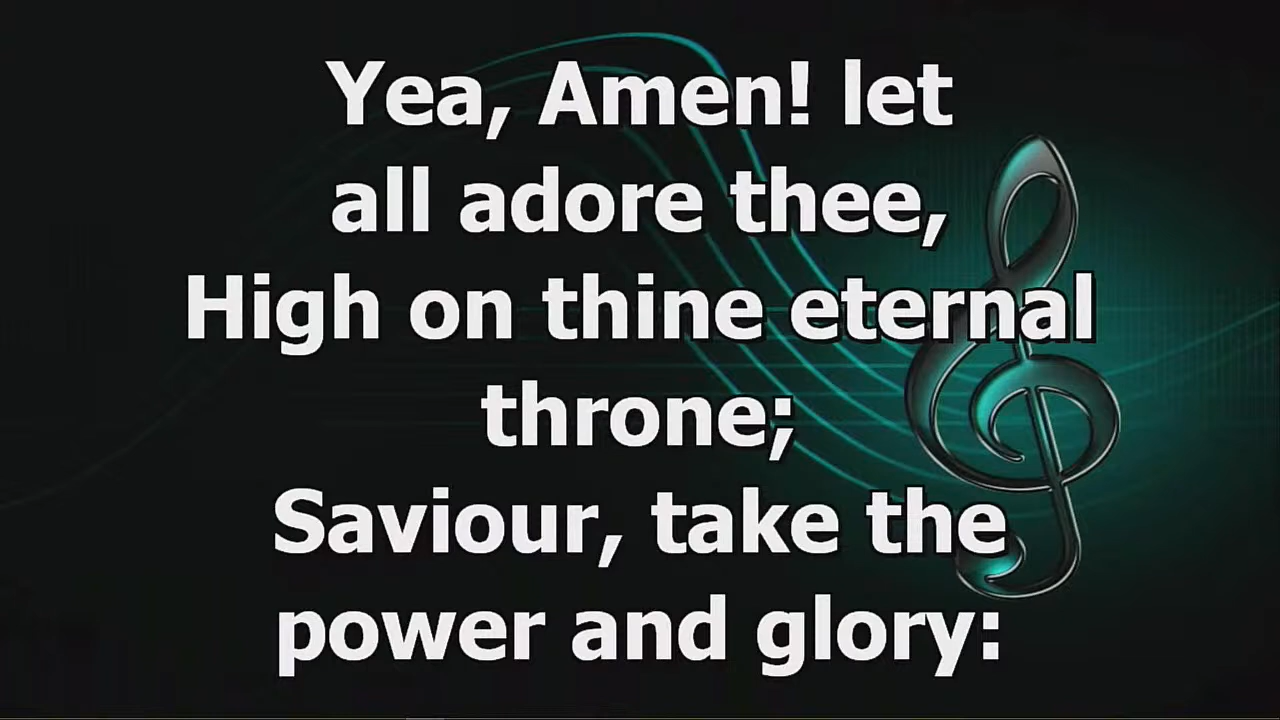 Yea, Amen! let
all adore thee,
High on thine eternal
throne;
Saviour, take the
power and glory: